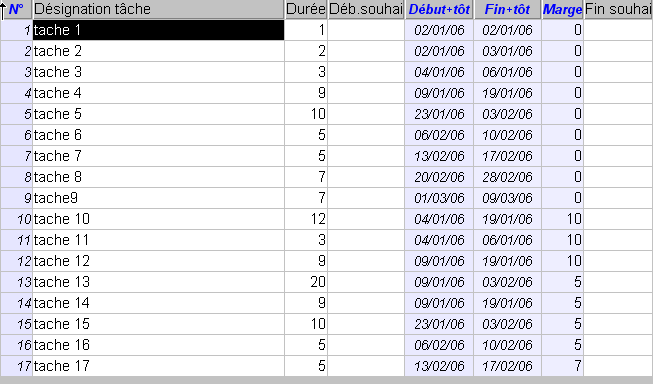 N° Désignation tâche Durée Déb.souhai Début+tôt Fin+tôt Marge Fin souhai
1 tache 1 1 02/01/06 02/01/06 0
2 tache 2 2 02/01/06 03/01/06 0
3 tache 3 3 04/01/06 06/01/06 0
4 tache 4 9 09/01/06 19/01/06 0
5 tache 5 10 23/01/06 03/02/06 0
6 tache 6 5 06/02/06 10/02/06 0
7 tache 7 5 13/02/06 17/02/06 0
8 tache 8 7 20/02/06 28/02/06 0
9 tache9 7 01/03/06 09/03/06 0
10 tache 10 12 04/01/06 19/01/06 10
11 tache 11 3 04/01/06 06/01/06 10
12 tache 12 9 09/01/06 19/01/06 10
13 tache 13 20 09/01/06 03/02/06 5
14 tache 14 9 09/01/06 19/01/06 5
15 tache 15 10 23/01/06 03/02/06 5
16 tache 16 5 06/02/06 10/02/06 5
17 tache 17 5 13/02/06 17/02/06 7